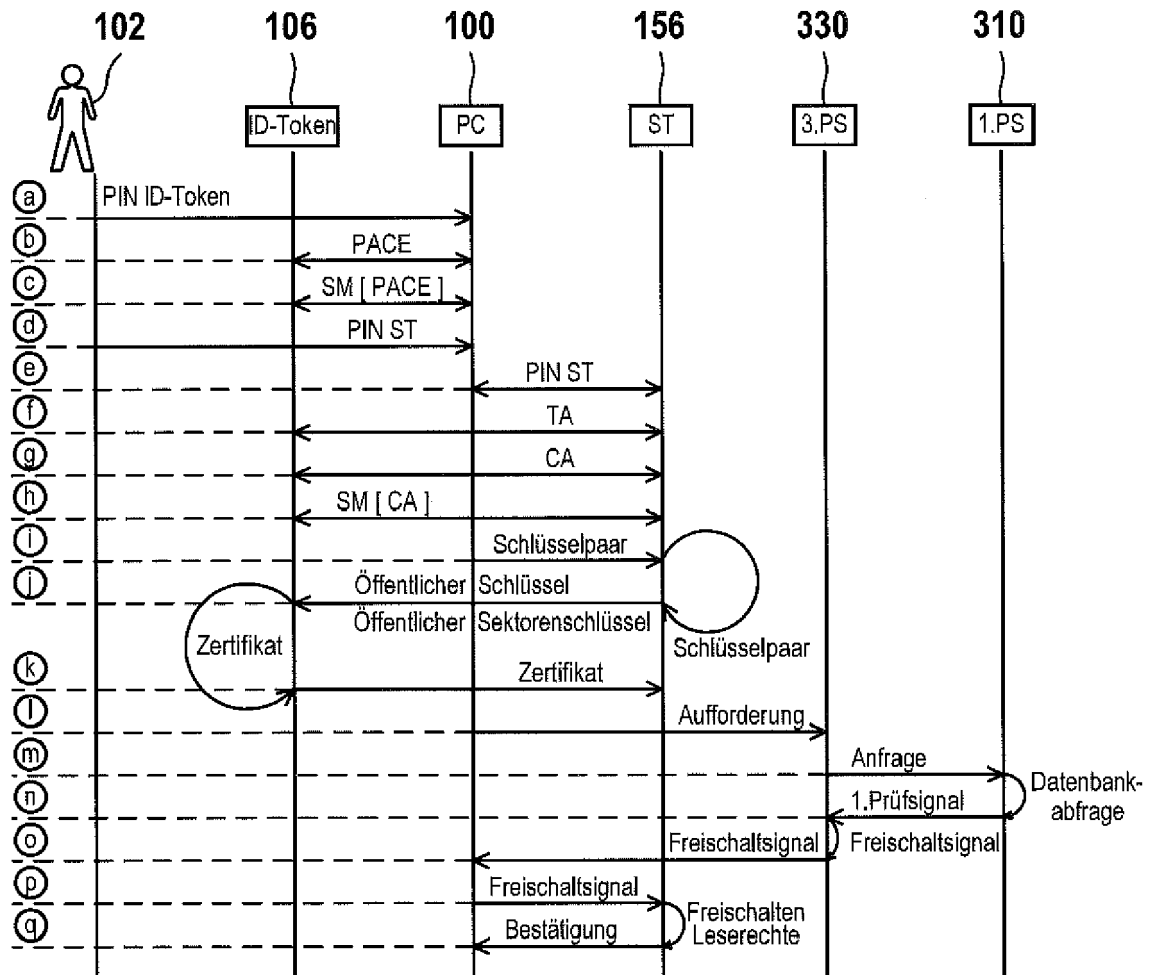 102 106 100 156 330 310
ID-Token PC ST 3.PS 1.PS
a PIN ID-Token
b PACE
c SM [ PACE ]
d PIN ST
e PIN ST
f TA
g CA
h SM [ CA ]
i Schlüsselpaar
j Öffentlicher Schlüssel
Öffentlicher Sektorenschlüssel
Schlüsselpaar
Zertifikat
k Zertifikat
l Aufforderung
m Anfrage
Datenbank-
abfrage
n 1.Prüfsignal
o Freischaltsignal Freischaltsignal
p Freischaltsignal
Freischalten
Leserechte
q Bestätigung